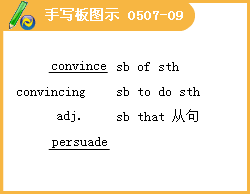 手写板图示 0507-09
convince sb of sth
convincing sb to do sth
adj. sb that 从句
persuade